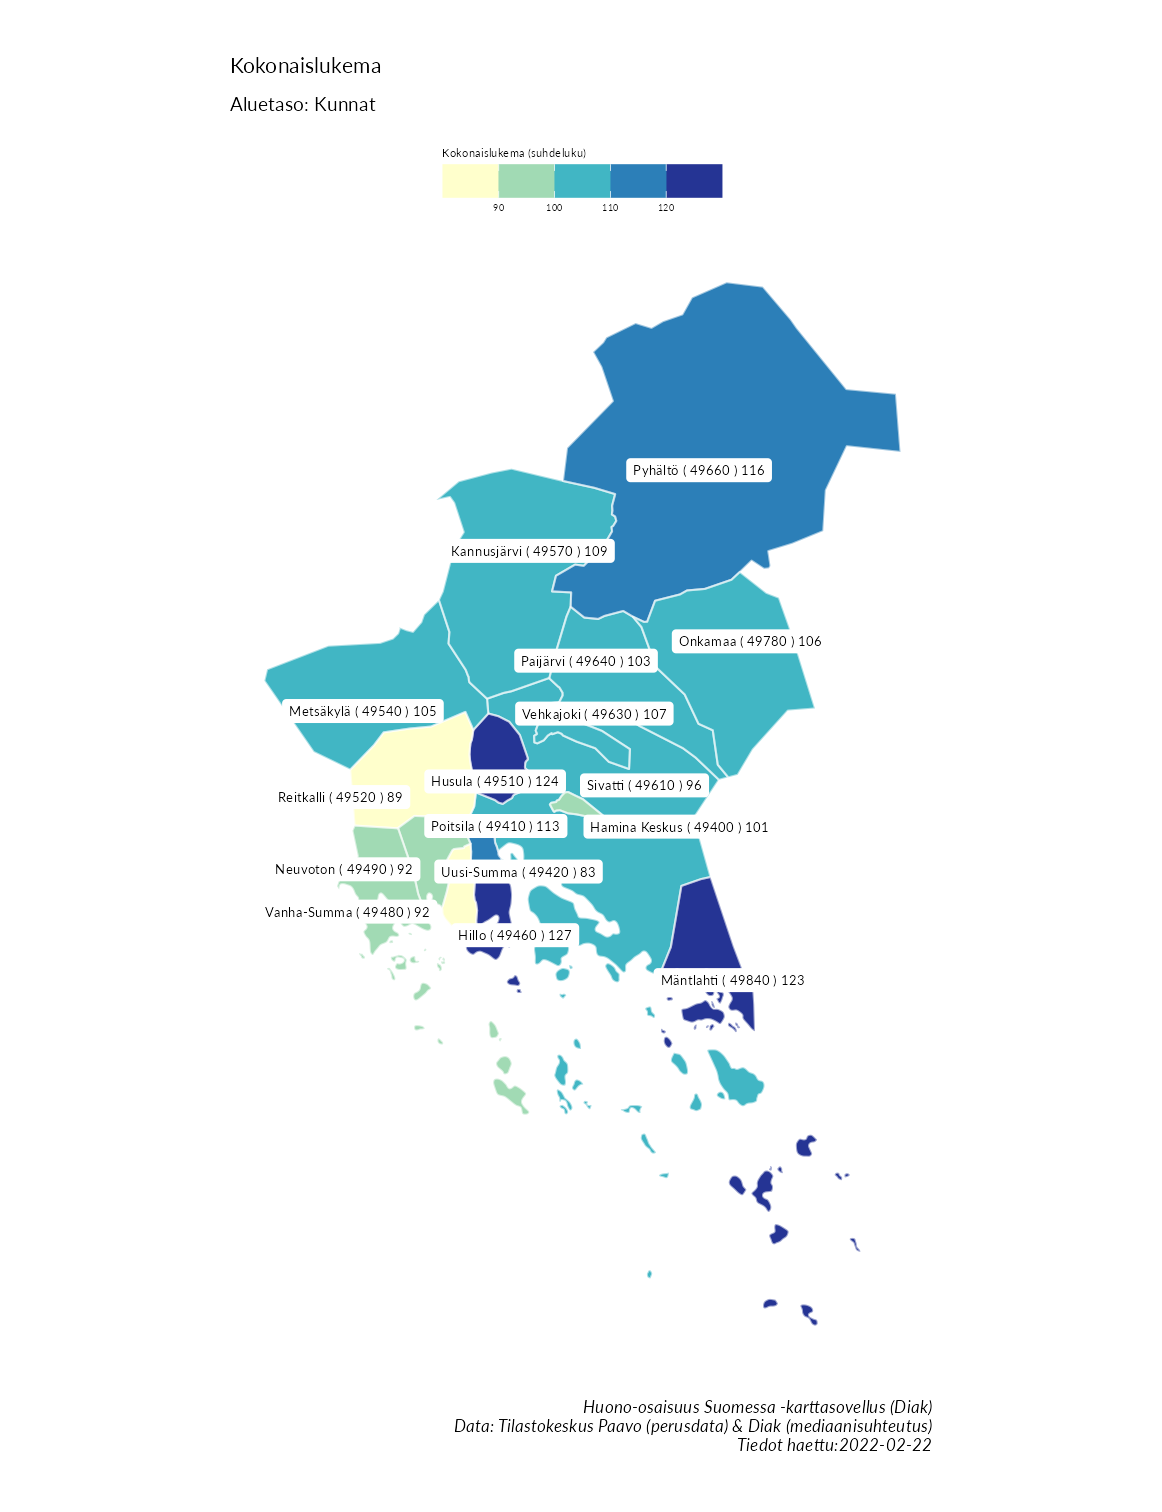 Kokonaislukema
Aluetaso: Kunnat
Kokonaislukema (suhdeluku)
90 100 110 120
Pyhältö ( 49660 ) 116
Kannusjärvi ( 49570 ) 109
Onkamaa ( 49780 ) 106
Paijärvi ( 49640 ) 103
Metsäkylä ( 49540 ) 105
Vehkajoki ( 49630 ) 107
Husula ( 49510 ) 124
Sivatti ( 49610 ) 96
Reitkalli ( 49520 ) 89
Poitsila ( 49410 ) 113
Hamina Keskus ( 49400 ) 101
Neuvoton ( 49490 ) 92
Uusi-Summa ( 49420 ) 83
Vanha-Summa ( 49480 ) 92
Hillo ( 49460 ) 127
Mäntlahti ( 49840 ) 123
Huono-osaisuus Suomessa -karttasovellus (Diak)
Data: Tilastokeskus Paavo (perusdata) & Diak (mediaanisuhteutus)
Tiedot haettu:2022-02-22